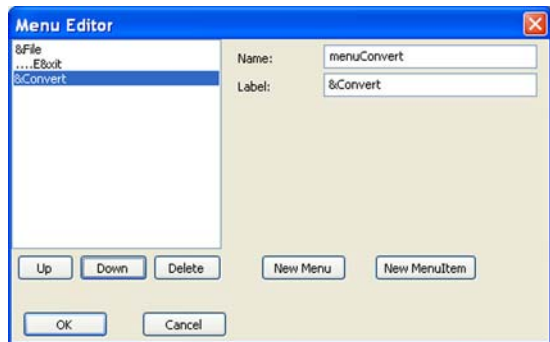 Menu Editor
&File
....E&xit
&Convert
Name:
menuConvert
Label:
&Convert
Up
Down
Delete
New Menu
New MenuItem
OK
Cancel